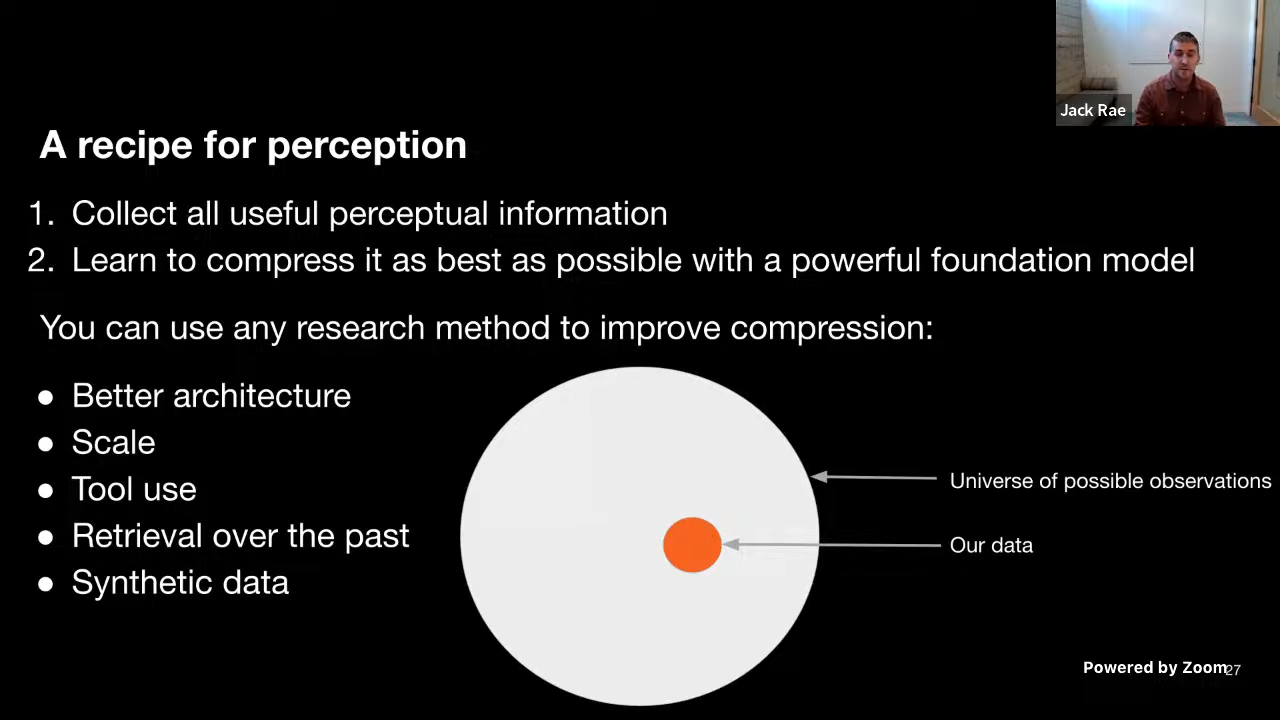 Jack Rae
A recipe for perception
1. Collect all useful perceptual information
2. Learn to compress it as best as possible with a powerful foundation model
You can use any research method to improve compression:
● Better architecture
● Scale
● Tool use
● Retrieval over the past
● Synthetic data
Universe of possible observations
Our data
Powered by Zoom
27